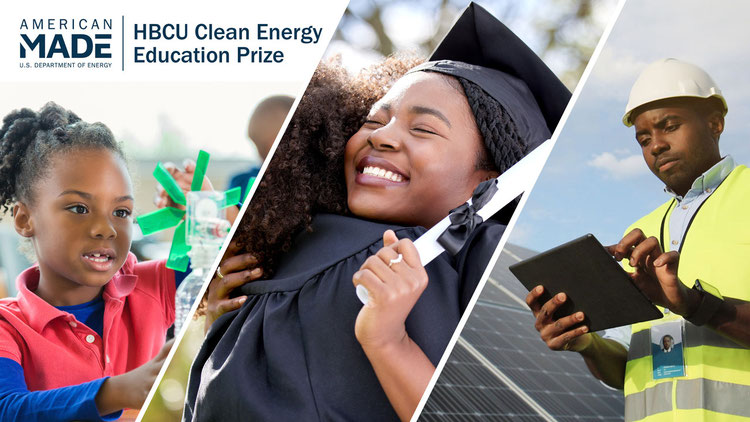 AMERICAN
MADE
U.S. DEPARTMENT OF ENERGY
HBCU Clean Energy
Education Prize